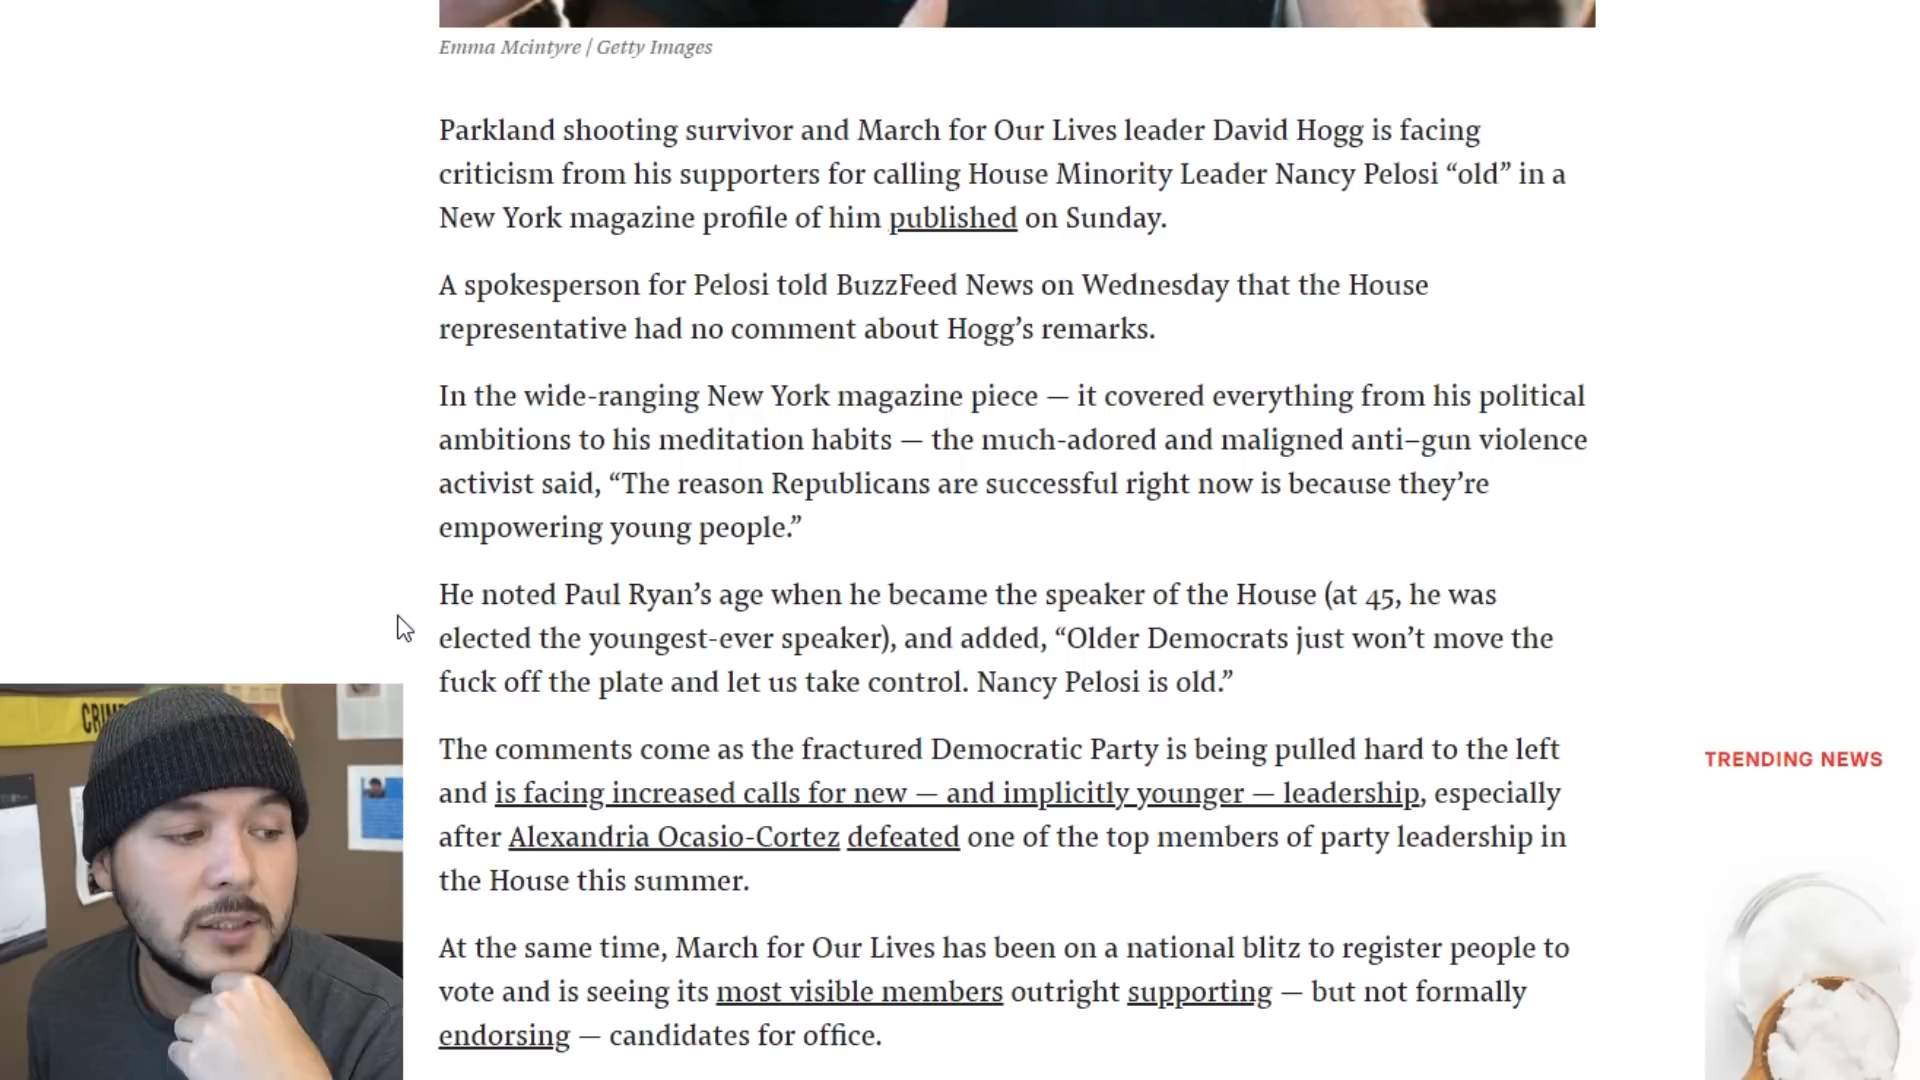 Emma Mcintyre / Getty Images
Parkland shooting survivor and March for Our Lives leader David Hogg is facing
criticism from his supporters for calling House Minority Leader Nancy Pelosi “old” in a
New York magazine profile of him published on Sunday.
A spokesperson for Pelosi told BuzzFeed News on Wednesday that the House
representative had no comment about Hogg’s remarks.
In the wide-ranging New York magazine piece — it covered everything from his political
ambitions to his meditation habits — the much-adored and maligned anti–gun violence
activist said, “The reason Republicans are successful right now is because they’re
empowering young people.”
He noted Paul Ryan’s age when he became the speaker of the House (at 45, he was
elected the youngest-ever speaker), and added, “Older Democrats just won’t move the
fuck off the plate and let us take control. Nancy Pelosi is old.”
The comments come as the fractured Democratic Party is being pulled hard to the left
and is facing increased calls for new — and implicitly younger — leadership, especially
after Alexandria Ocasio-Cortez defeated one of the top members of party leadership in
the House this summer.
At the same time, March for Our Lives has been on a national blitz to register people to
vote and is seeing its most visible members outright supporting — but not formally
endorsing — candidates for office.
TRENDING NEWS